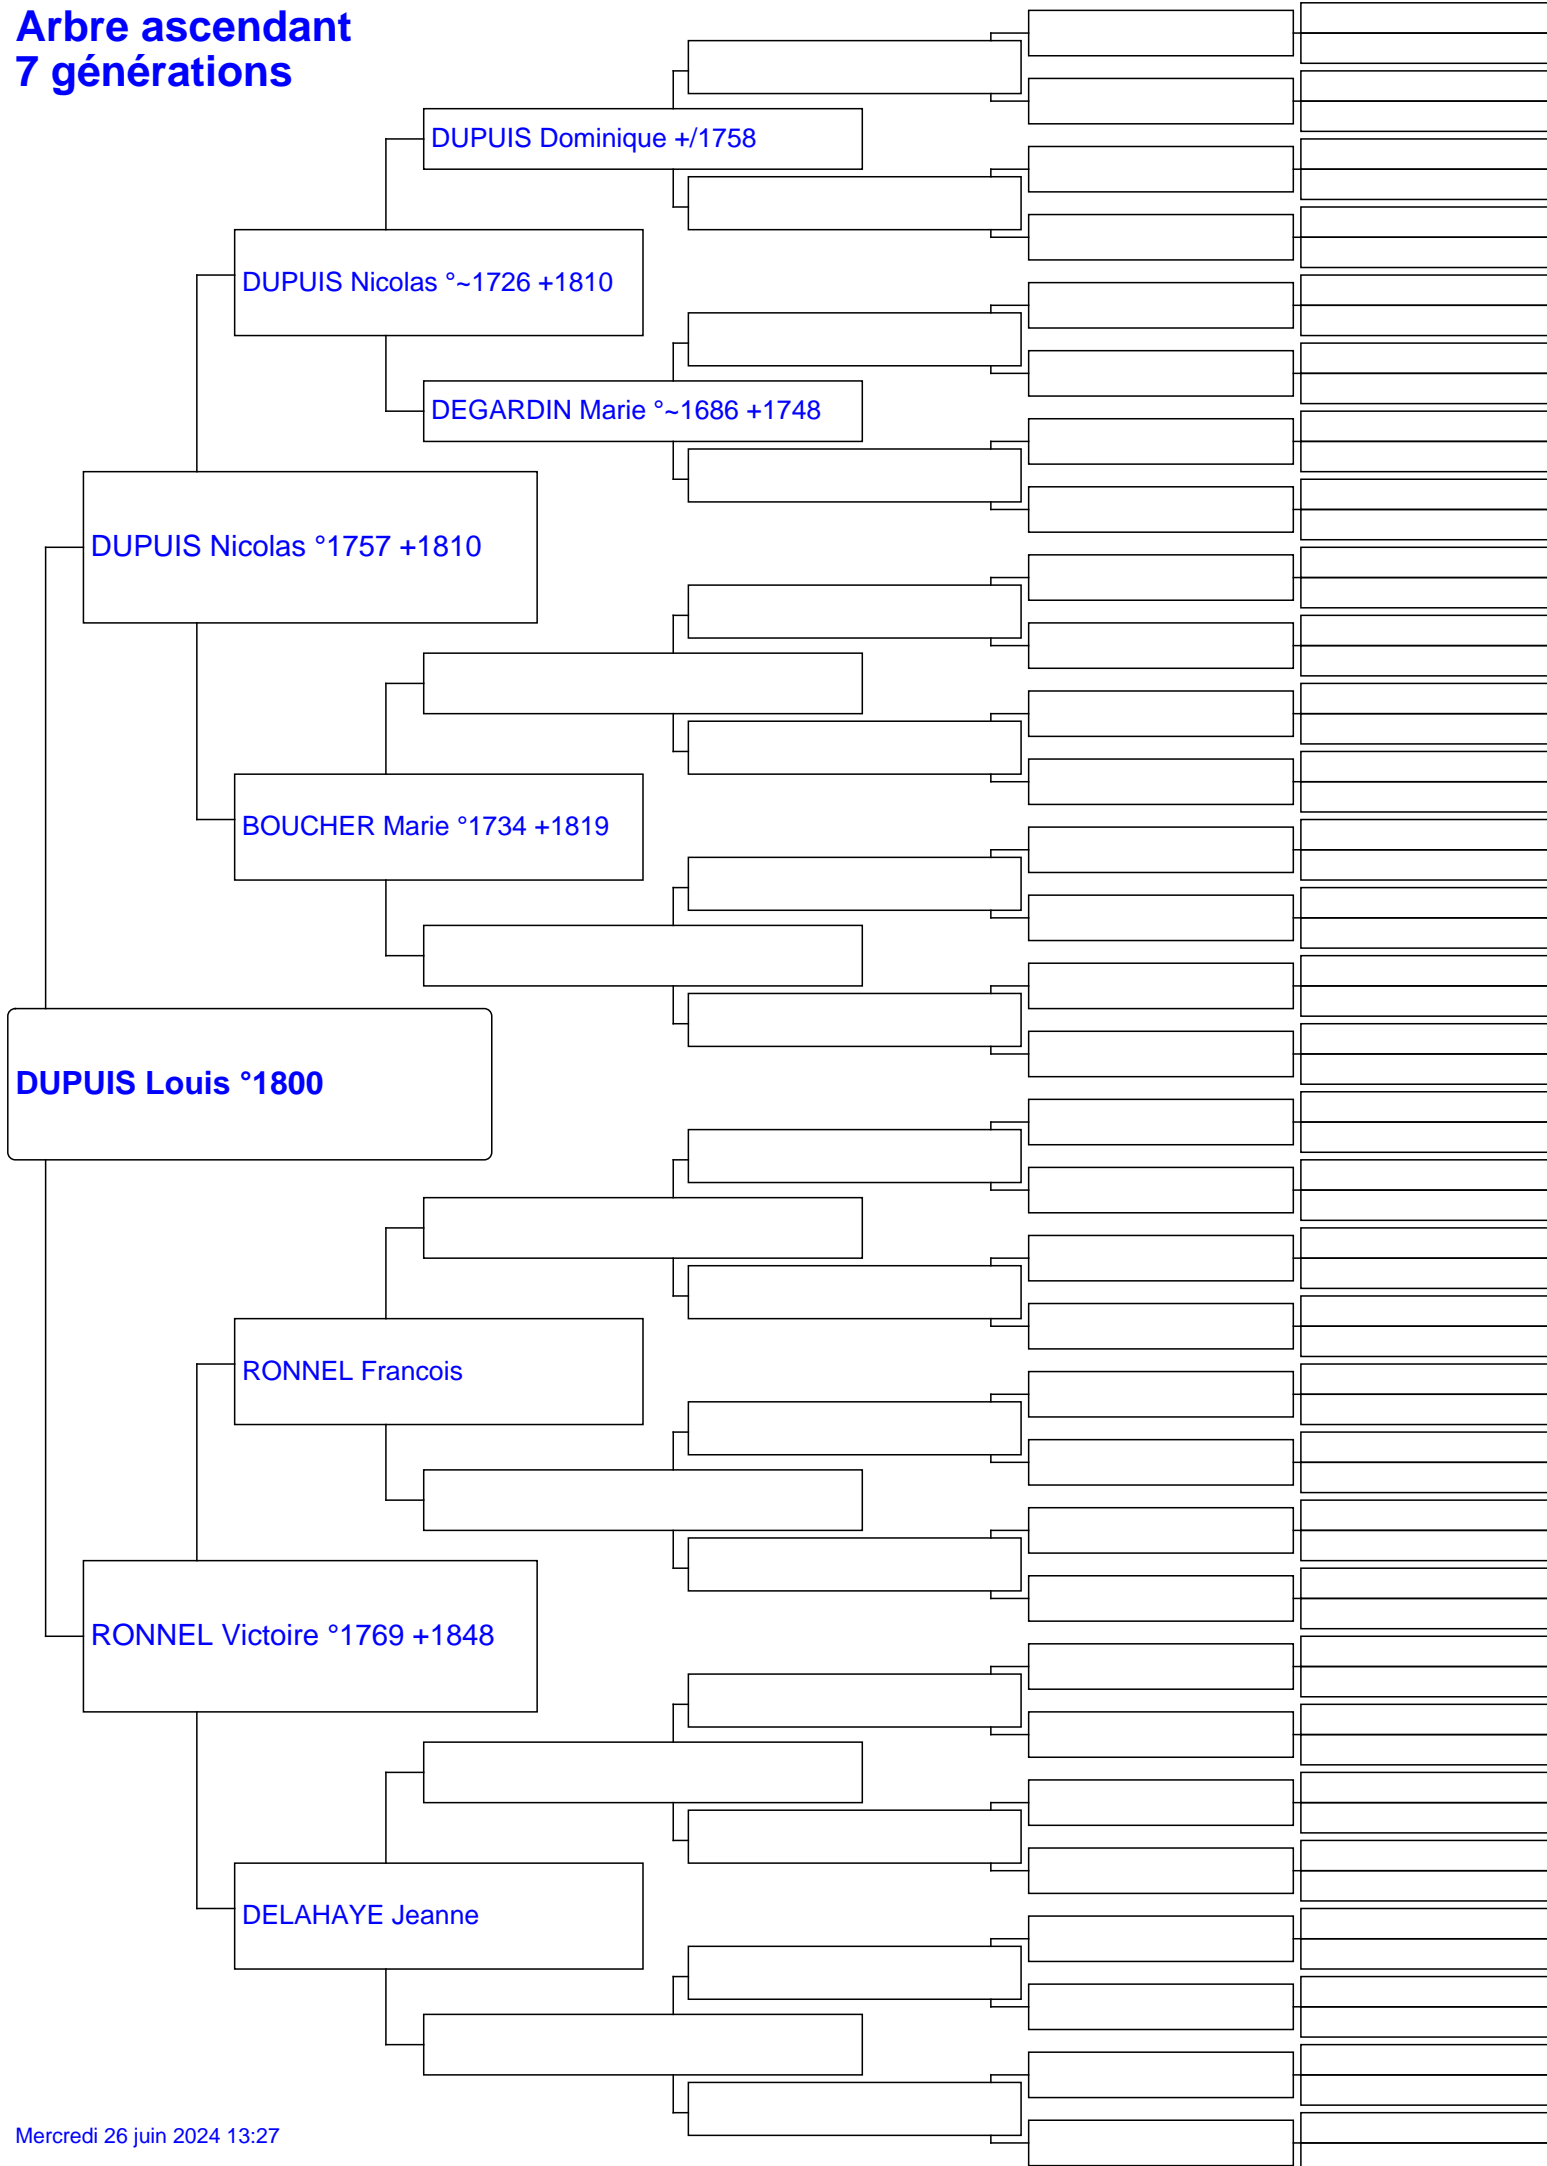 Arbre ascendant
7 générations
DUPUIS Dominique +/1758
DUPUIS Nicolas °~1726 +1810
DEGARDIN Marie °~1686 +1748
DUPUIS Nicolas °1757 +1810
BOUCHER Marie °1734 +1819
DUPUIS Louis °1800
RONNEL Francois
RONNEL Victoire °1769 +1848
DELAHAYE Jeanne
Mercredi 26 juin 2024 13:27